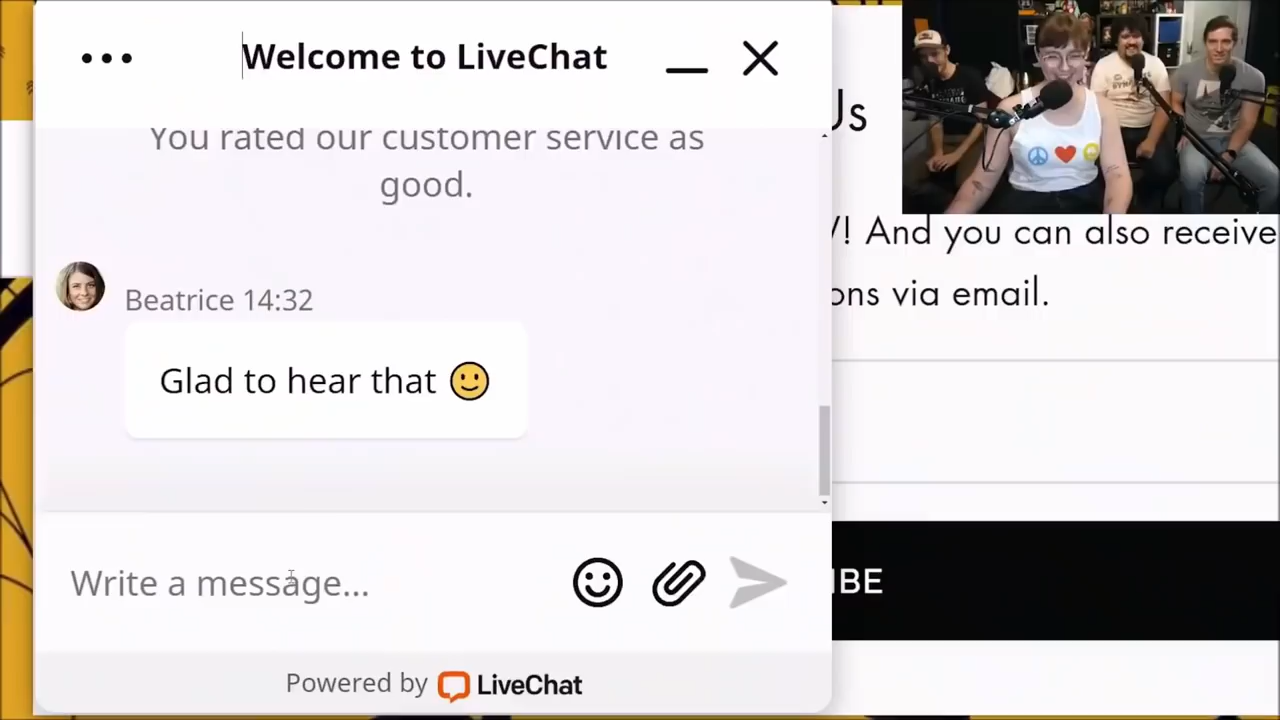 Welcome to LiveChat
You rated our customer service as
good.
Beatrice 14:32
Glad to hear that 🙂
Write a message...
Powered by LiveChat
Us
! And you can also receive
ons via email.
IBE